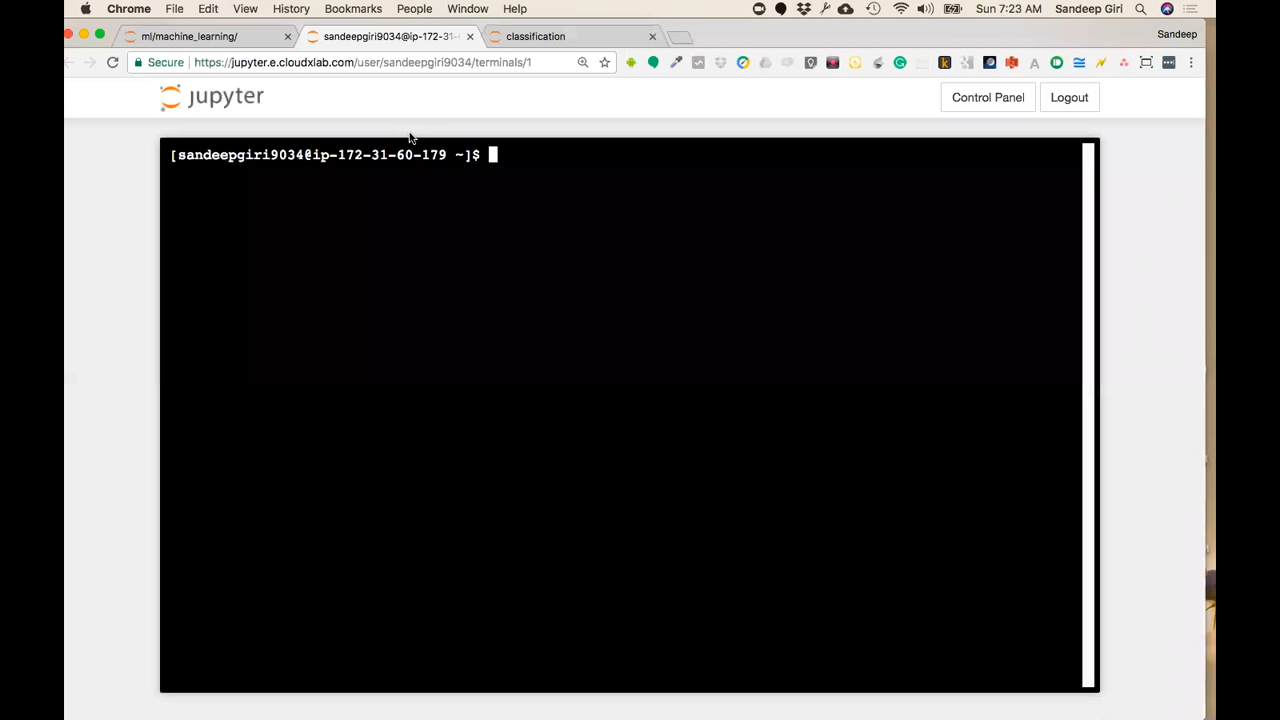 Chrome File Edit View History Bookmarks People Window Help Sun 7:23 AM Sandeep Giri
ml/machine_learning/ sandeepgiri9034@ip-172-31- classification Sandeep
Secure https://jupyter.e.cloudxlab.com/user/sandeepgiri9034/terminals/1
jupyter Control Panel Logout
[sandeepgiri9034@ip-172-31-60-179 ~]$